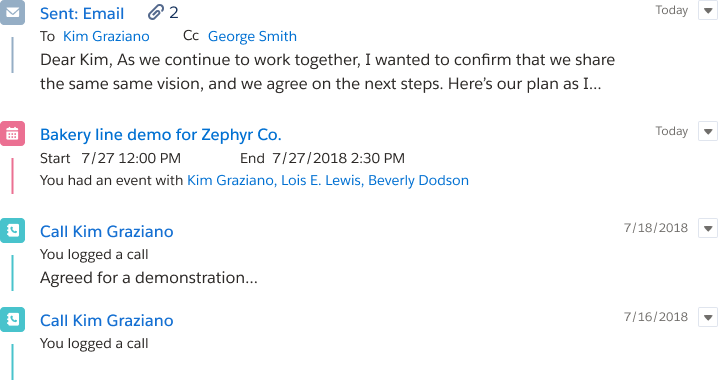 Sent: Email 2 Today
To Kim Graziano Cc George Smith
Dear Kim, As we continue to work together, I wanted to confirm that we share
the same same vision, and we agree on the next steps. Here's our plan as I...
Bakery line demo for Zephyr Co. Today
Start 7/27 12:00 PM End 7/27/2018 2:30 PM
You had an event with Kim Graziano, Lois E. Lewis, Beverly Dodson
Call Kim Graziano 7/18/2018
You logged a call
Agreed for a demonstration...
Call Kim Graziano 7/16/2018
You logged a call